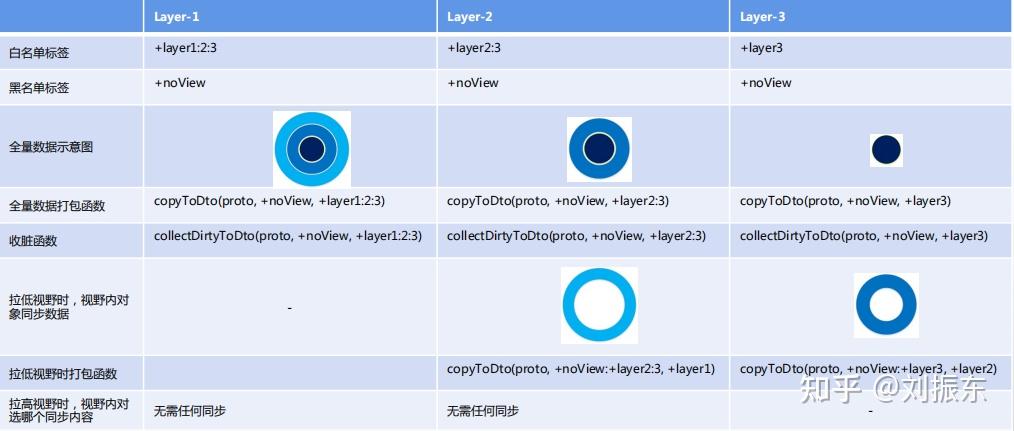 Layer-1 Layer-2 Layer-3
白名单标签 +layer1:2:3 +layer2:3 +layer3
黑名单标签 +noView +noView +noView
全量数据示意图
全量数据打包函数 copyToDto(proto, +noView, +layer1:2:3) copyToDto(proto, +noView, +layer2:3) copyToDto(proto, +noView, +layer3)
收脏函数 collectDirtyToDto(proto, +noView, +layer1:2:3) collectDirtyToDto(proto, +noView, +layer2:3) collectDirtyToDto(proto, +noView, +layer3)
拉低视野时，视野内对
象同步数据 -
拉低视野时打包函数 copyToDto(proto, +noView:+layer2:3, +layer1) copyToDto(proto, +noView:+layer3, +layer2)
拉高视野时，视野内对
选哪个同步内容 无需任何同步 无需任何同步 -
知乎 @刘振东